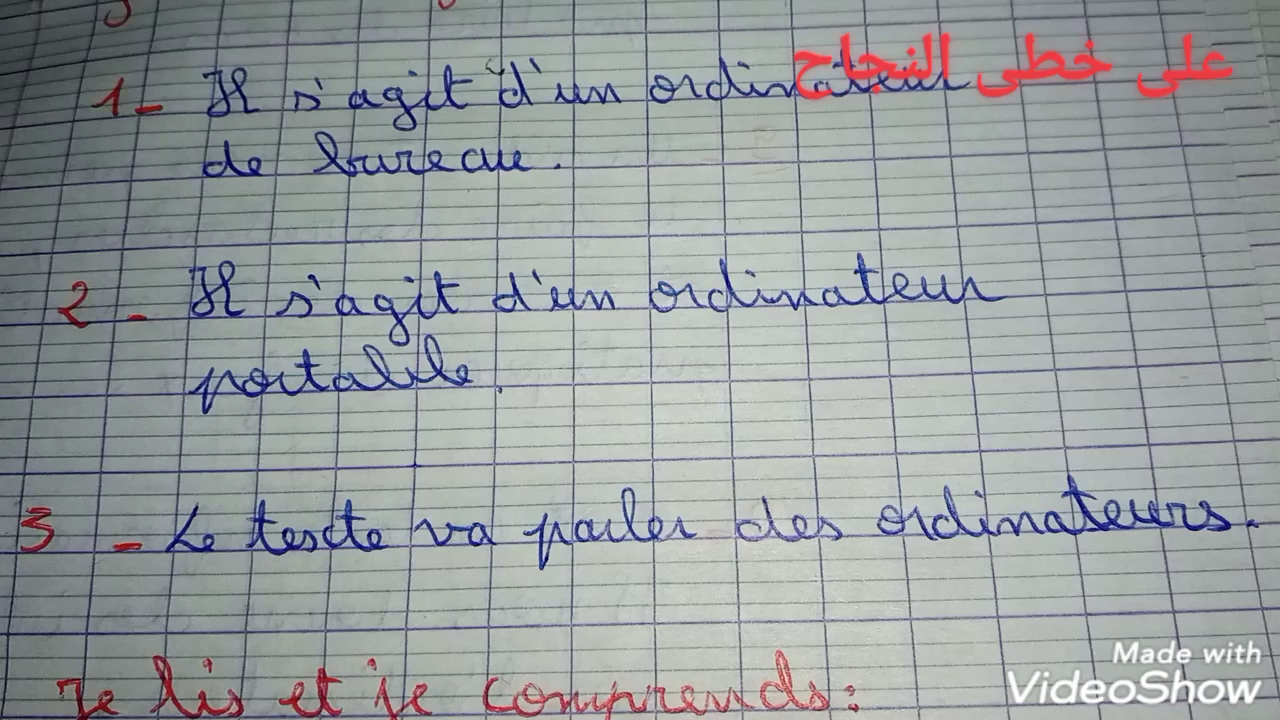 1- Il s'agit d'un ordinateur
على خطى النجاح
de bureau.
2- Il s'agit d'un ordinateur
portable.
3- Le texte va parler des ordinateurs.
Je lis et je comprends:
Made with
VideoShow